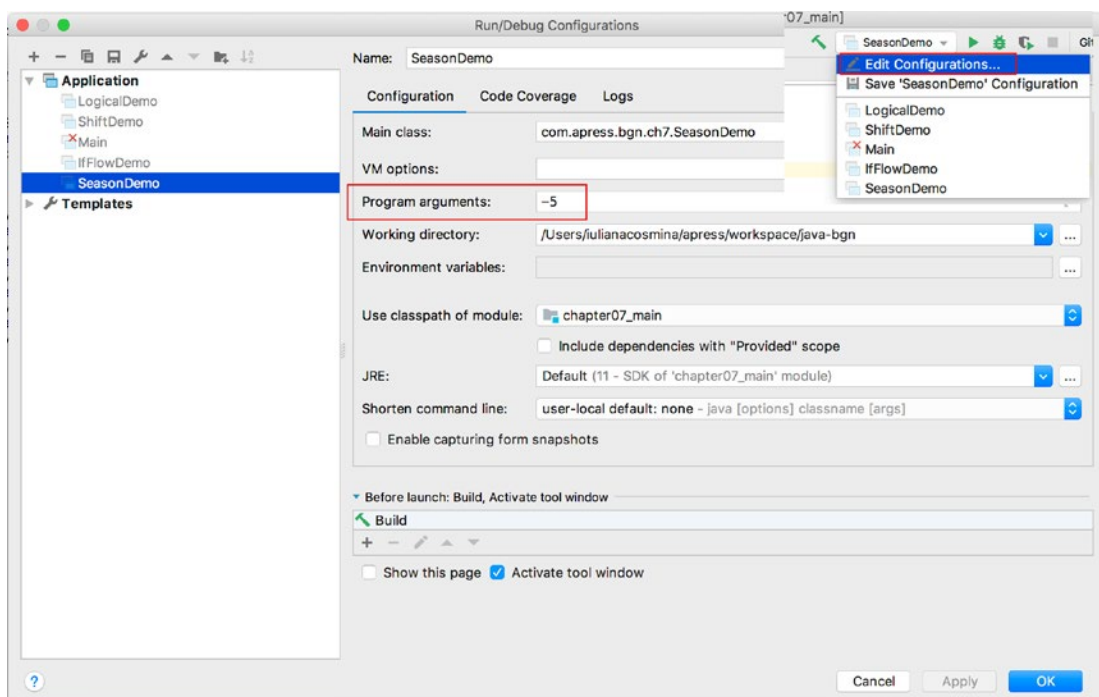 Run/Debug Configurations
07_main]
SeasonDemo
Git
Edit Configurations...
Save 'SeasonDemo' Configuration
LogicalDemo
ShiftDemo
Main
IfFlowDemo
SeasonDemo
Application
LogicalDemo
ShiftDemo
Main
IfFlowDemo
SeasonDemo
Templates
Name: SeasonDemo
Configuration Code Coverage Logs
Main class: com.apress.bgn.ch7.SeasonDemo
VM options:
Program arguments: -5
Working directory: /Users/iulianacosmina/apress/workspace/java-bgn
Environment variables:
Use classpath of module: chapter07_main
Include dependencies with "Provided" scope
JRE: Default (11 - SDK of 'chapter07_main' module)
Shorten command line: user-local default: none - java [options] classname [args]
Enable capturing form snapshots
Before launch: Build, Activate tool window
Build
Show this page Activate tool window
? Cancel Apply OK